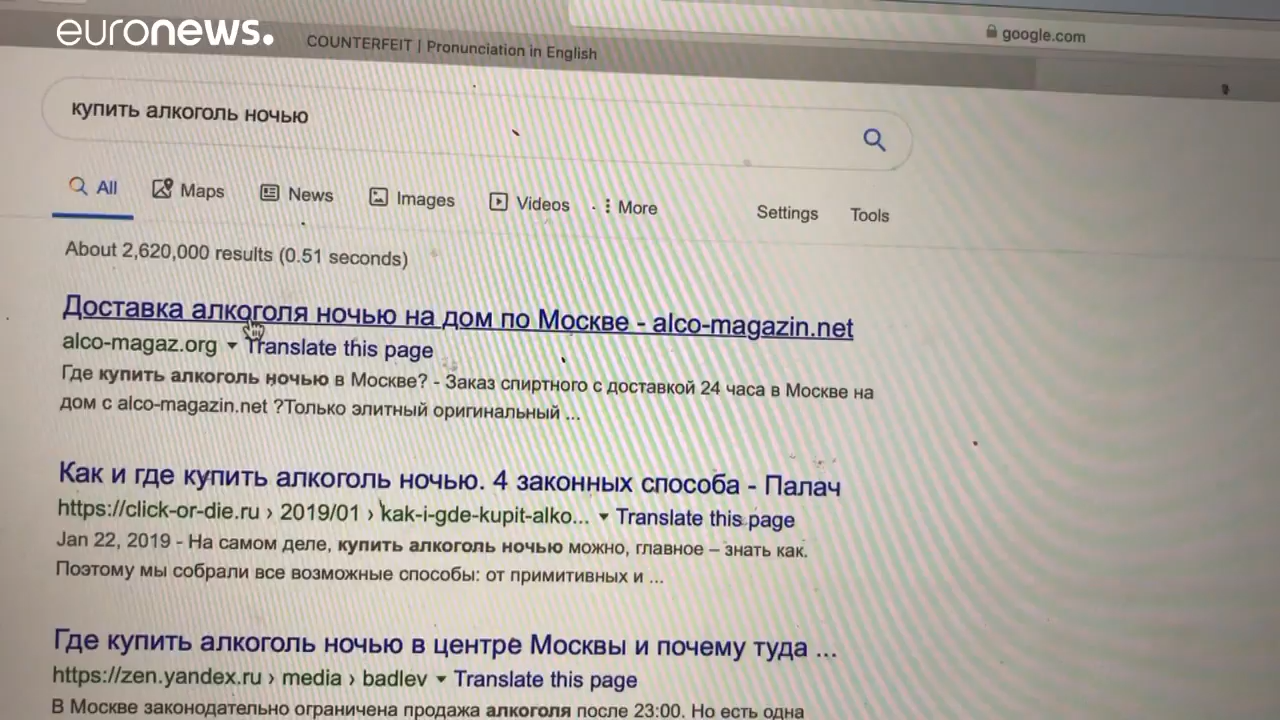 euronews.
COUNTERFEIT | Pronunciation in English
google.com
купить алкоголь ночью
All
Maps
News
Images
Videos
More
Settings
Tools
About 2,620,000 results (0.51 seconds)
Доставка алкоголя ночью на дом по Москве - alco-magazin.net
alco-magaz.org Translate this page
Где купить алкоголь ночью в Москве? - Заказ спиртного с доставкой 24 часа в Москве на
дом с alco-magazin.net ?Только элитный оригинальный ...
Как и где купить алкоголь ночью. 4 законных способа - Палач
https://click-or-die.ru › 2019/01 › kak-i-gde-kupit-alko... Translate this page
Jan 22, 2019 - На самом деле, купить алкоголь ночью можно, главное – знать как.
Поэтому мы собрали все возможные способы: от примитивных и ...
Где купить алкоголь ночью в центре Москвы и почему туда ...
https://zen.yandex.ru › media › badlev Translate this page
В Москве законодательно ограничена продажа алкоголя после 23:00. Но есть одна